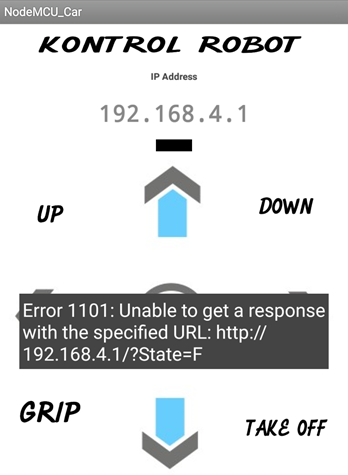 NodeMCU_Car
KONTROL ROBOT
IP Address
192.168.4.1
UP
DOWN
Error 1101: Unable to get a response
with the specified URL: http://
192.168.4.1/?State=F
GRIP
TAKE OFF